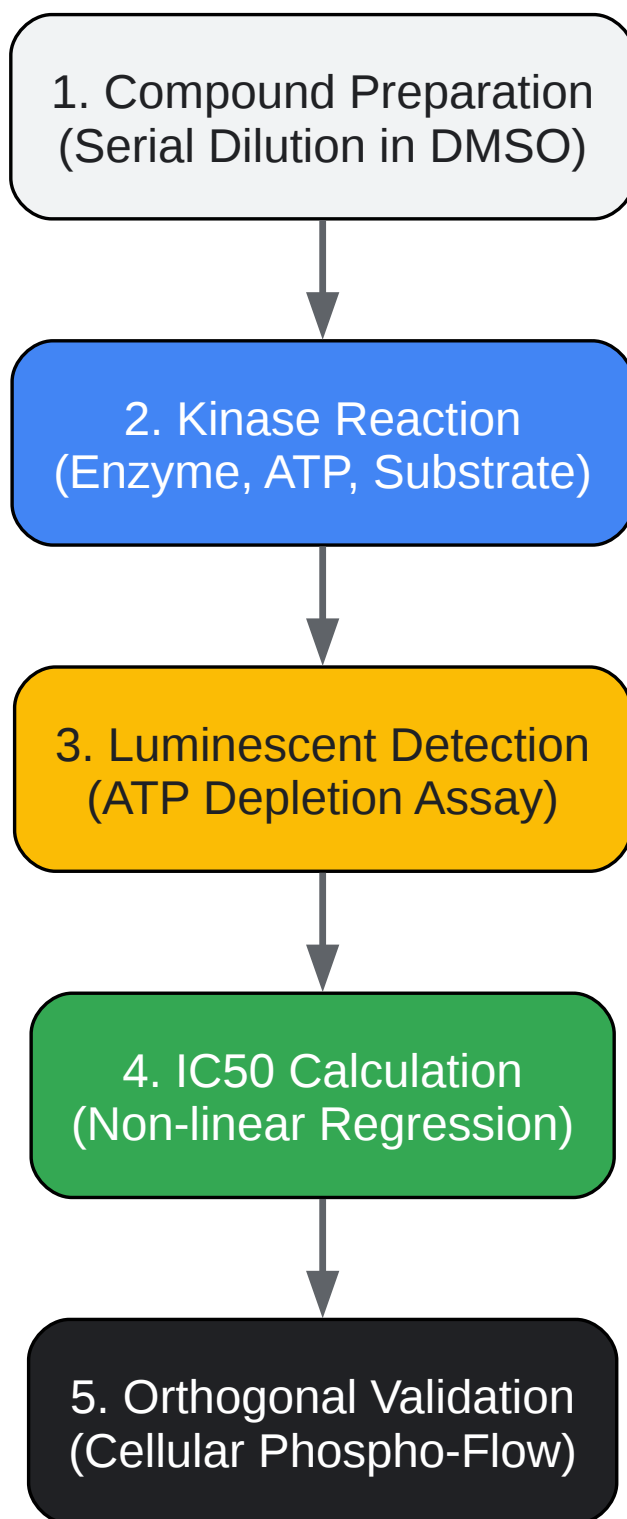 1. Compound Preparation
(Serial Dilution in DMSO)
2. Kinase Reaction
(Enzyme, ATP, Substrate)
3. Luminescent Detection
(ATP Depletion Assay)
4. IC50 Calculation
(Non-linear Regression)
5. Orthogonal Validation
(Cellular Phospho-Flow)